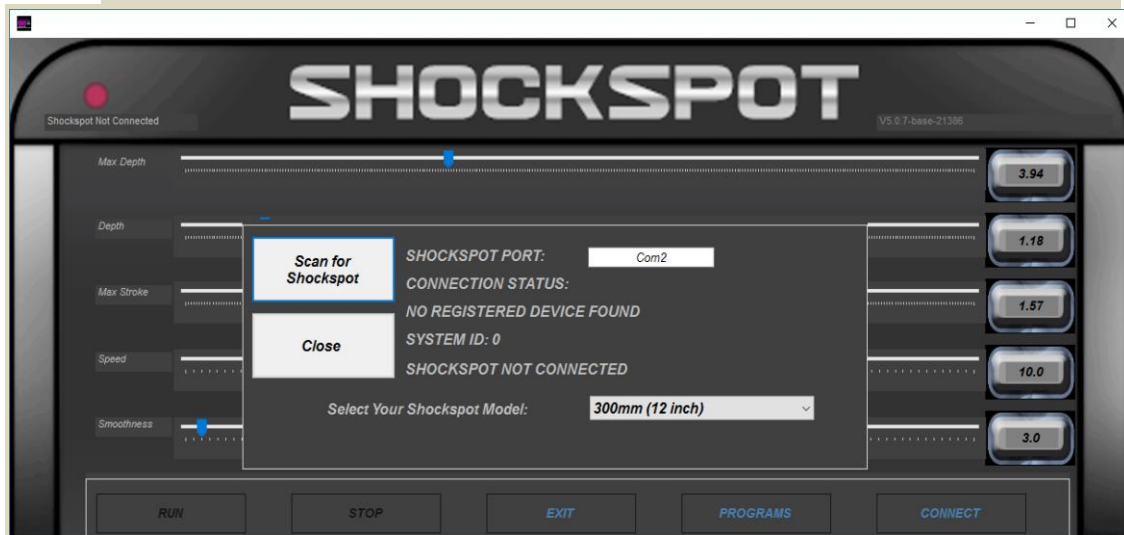 SHOCKSPOT
Shockspot Not Connected
V5.0.7-base-21386
Max Depth
3.94
Depth
1.18
Max Stroke
1.57
Speed
10.0
Smoothness
3.0
Scan for
Shockspot
SHOCKSPOT PORT: Com2
CONNECTION STATUS:
NO REGISTERED DEVICE FOUND
Close
SYSTEM ID: 0
SHOCKSPOT NOT CONNECTED
Select Your Shockspot Model: 300mm (12 inch)
RUN STOP EXIT PROGRAMS CONNECT